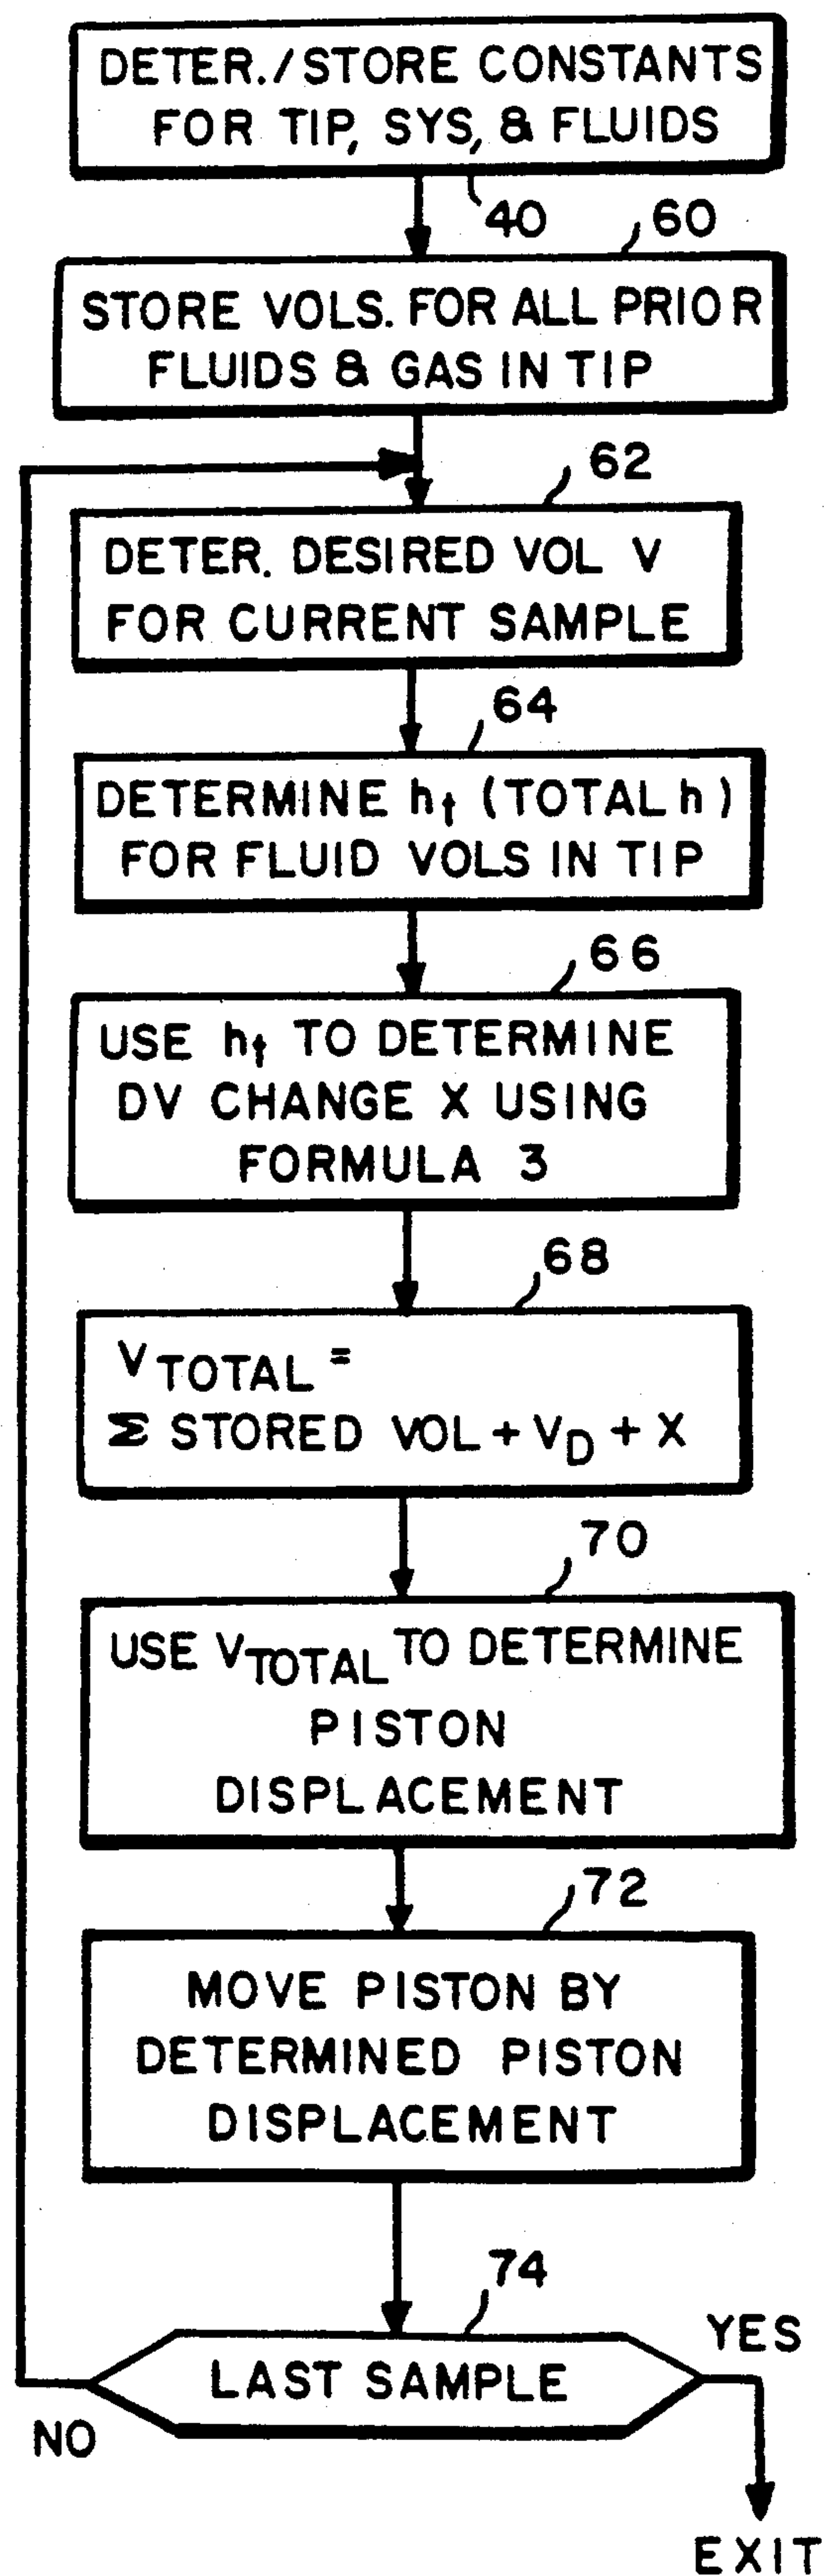 DETER./STORE CONSTANTS
FOR TIP, SYS, & FLUIDS
40
60
STORE VOLS. FOR ALL PRIOR
FLUIDS & GAS IN TIP
62
DETER. DESIRED VOL V
FOR CURRENT SAMPLE
64
DETERMINE hₜ (TOTAL h)
FOR FLUID VOLS IN TIP
66
USE hₜ TO DETERMINE
DV CHANGE X USING
FORMULA 3
68
V TOTAL =
Σ STORED VOL + V_D + X
70
USE V_TOTAL TO DETERMINE
PISTON
DISPLACEMENT
72
MOVE PISTON BY
DETERMINED PISTON
DISPLACEMENT
74
YES
LAST SAMPLE
NO
EXIT